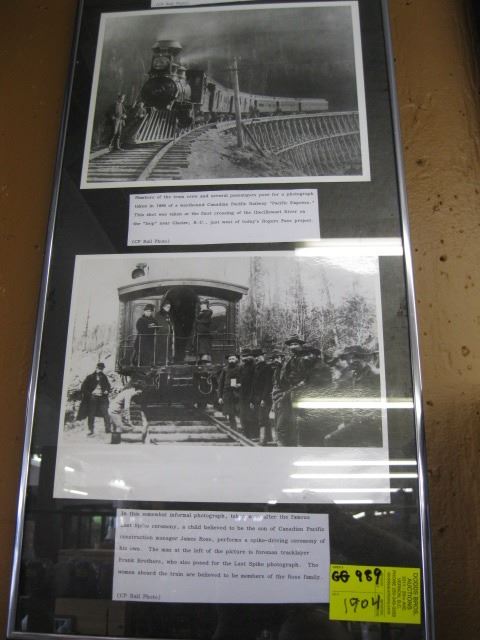 (CP Rail Photo)
Members of the train crew and several passengers pose for a photograph
taken in 1886 of a westbound Canadian Pacific Railway "Pacific Express."
This shot was taken at the first crossing of the Illecillewaet River on
the "loop" near Glacier, B.C., just west of today's Rogers Pass project.
(CP Rail Photo)
In this somewhat informal photograph, taken after the famous
Last Spike ceremony, a child believed to be the son of Canadian Pacific
construction manager James Ross, performs a spike-driving ceremony of
his own. The man at the left of the picture is foreman tracklayer
Frank Brothers, who also posed for the Last Spike photograph. The
women aboard the train are believed to be members of the Ross family.
(CP Rail Photo)
GG 989
1904
DODDS BROS.
AUCTIONS